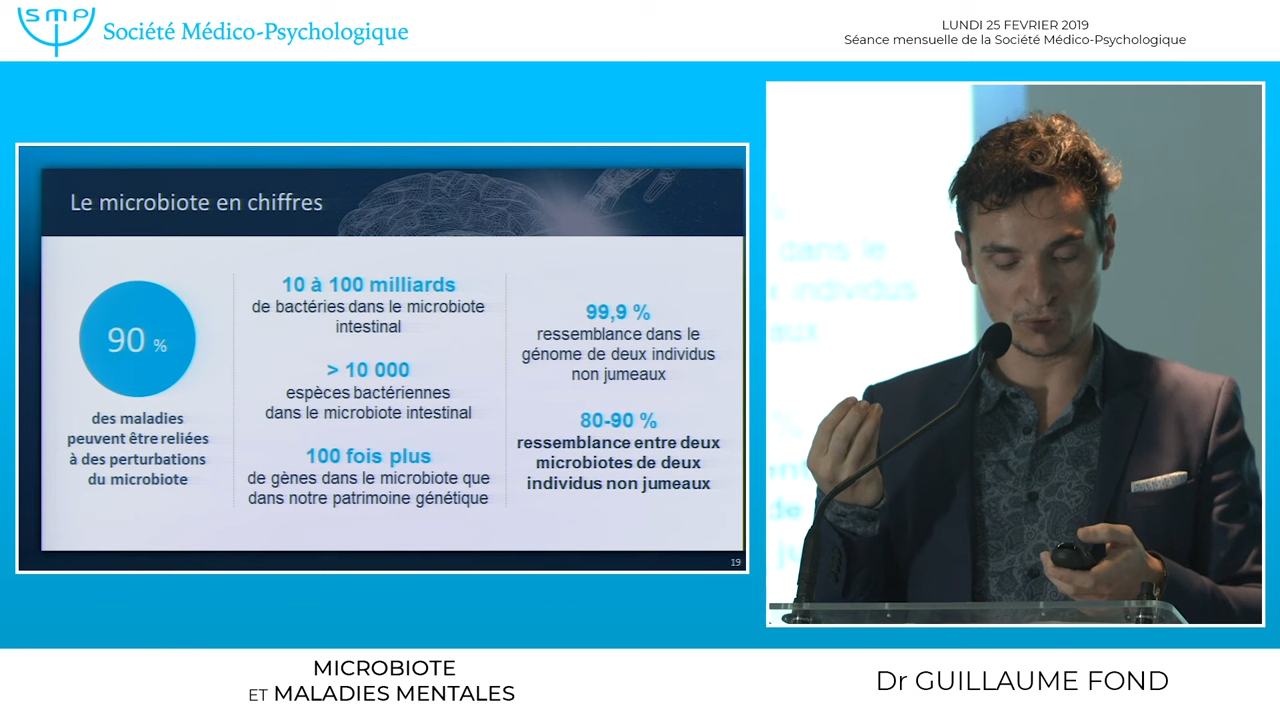 SMP
Société Médico-Psychologique
LUNDI 25 FEVRIER 2019
Séance mensuelle de la Société Médico-Psychologique
Le microbiote en chiffres
90 %
des maladies
peuvent être reliées
à des perturbations
du microbiote
10 à 100 milliards
de bactéries dans le microbiote
intestinal
> 10 000
espèces bactériennes
dans le microbiote intestinal
100 fois plus
de gènes dans le microbiote que
dans notre patrimoine génétique
99,9 %
ressemblance dans le
génome de deux individus
non jumeaux
80-90 %
ressemblance entre deux
microbiotes de deux
individus non jumeaux
19
dans le
individus
aux
MICROBIOTE
ET MALADIES MENTALES
Dr GUILLAUME FOND